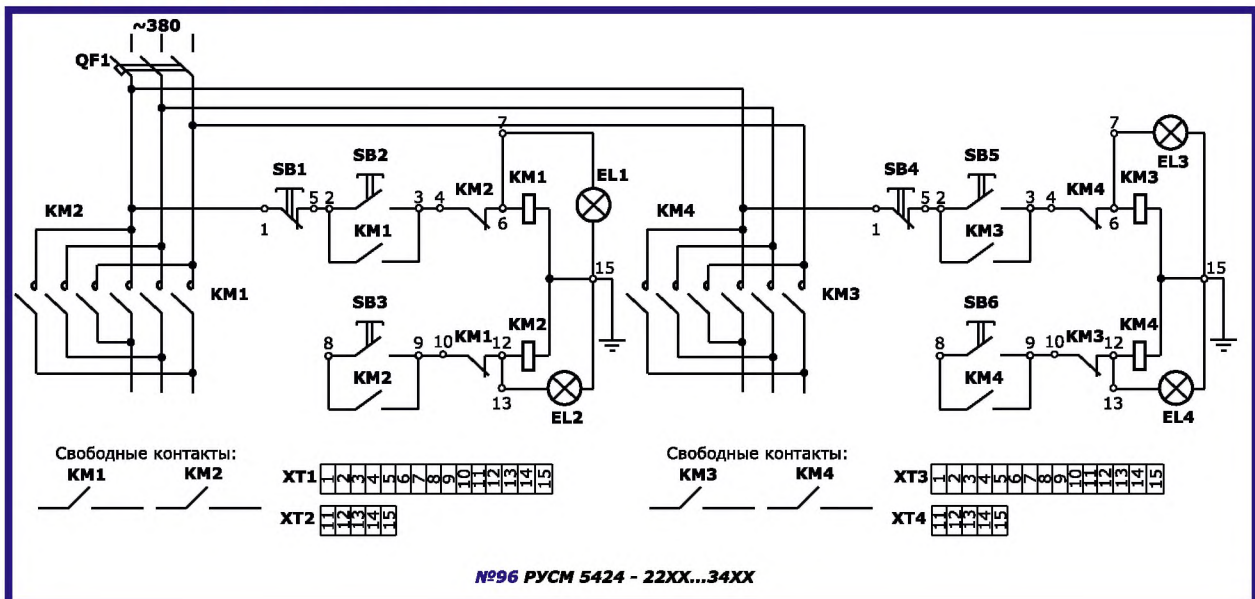 ~380
QF1
7
7
SB1
SB2
KM2
KM1
EL1
SB4
SB5
KM4
KM3
EL3
5 2
3 4
5 2
3 4
KM2
1
KM1
6
KM4
1
KM3
6
15
15
KM1
KM3
SB3
KM1
KM2
SB6
KM3
KM4
8
9 10
12
8
9 10
12
KM2
13
EL2
KM4
13
EL4
Свободные контакты:
KM1 KM2
XT1 1 2 3 4 5 6 7 8 9 10 11 12 13 14 15
XT2 11 12 13 14 15
Свободные контакты:
KM3 KM4
XT3 1 2 3 4 5 6 7 8 9 10 11 12 13 14 15
XT4 11 12 13 14 15
№96 РУСМ 5424 - 22ХХ...34ХХ